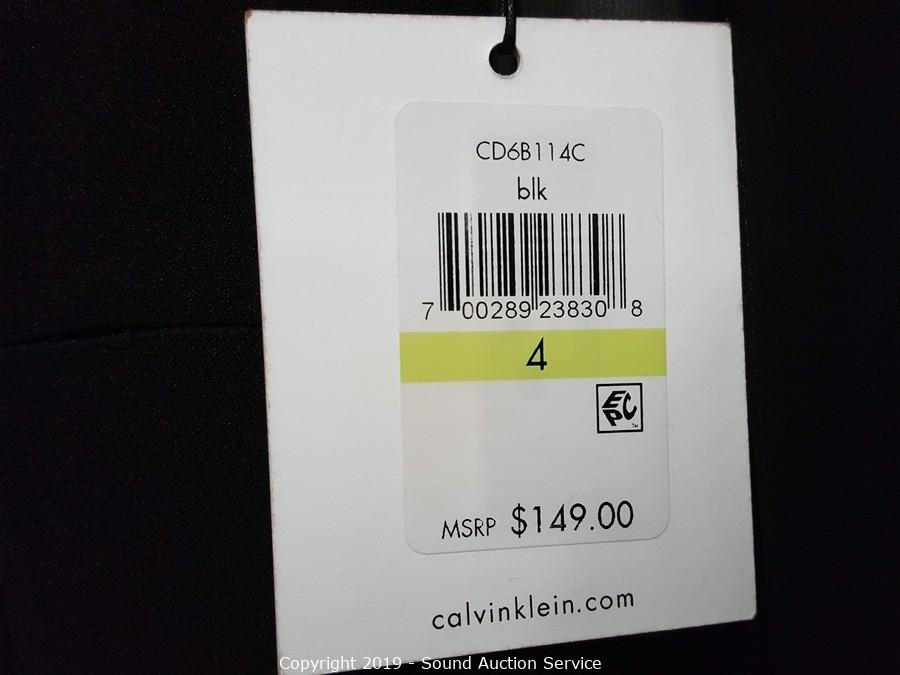 CD6B114C
blk
7 00289 23830 8
4
EPC
MSRP $149.00
calvinklein.com
Copyright 2019 - Sound Auction Service